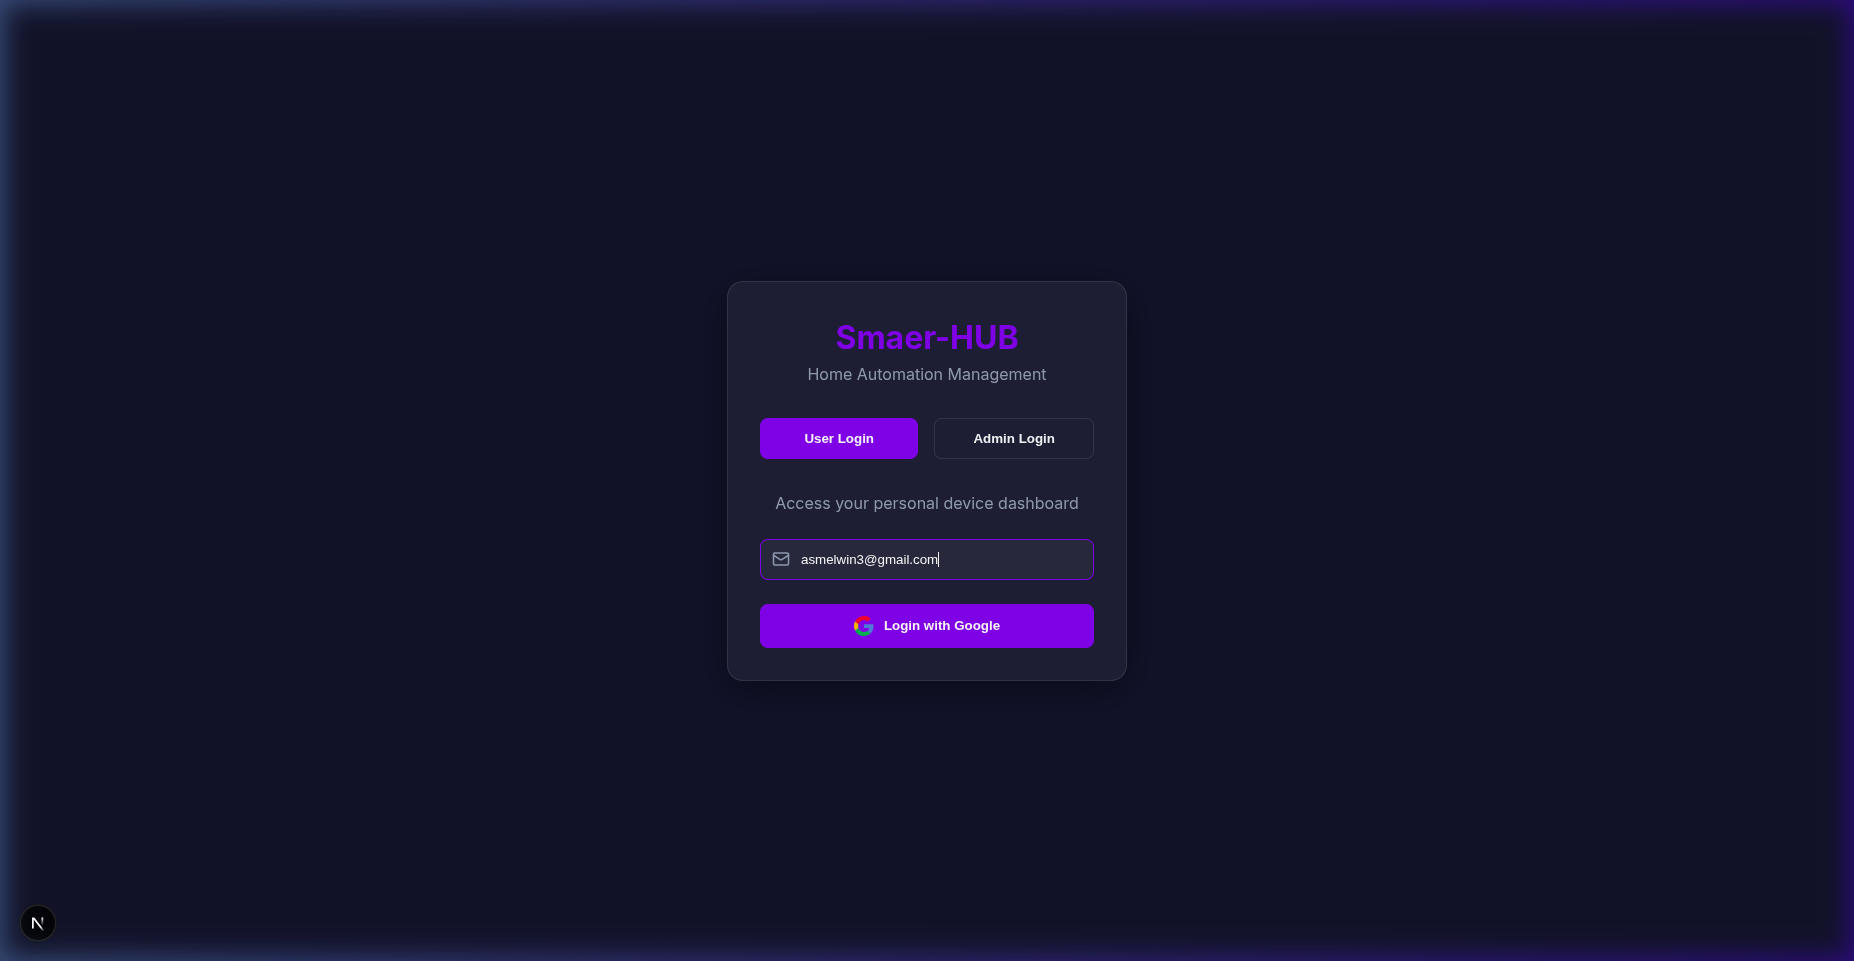 Smaer-HUB
Home Automation Management
User Login
Admin Login
Access your personal device dashboard
asmelwin3@gmail.com
Login with Google
N